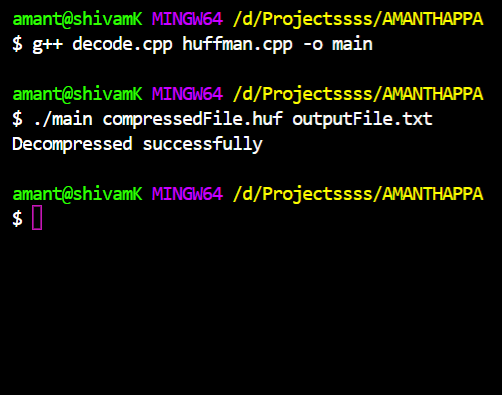 amant@shivamK MINGW64 /d/Projectssss/AMANTHAPPA
$ g++ decode.cpp huffman.cpp -o main
amant@shivamK MINGW64 /d/Projectssss/AMANTHAPPA
$ ./main compressedFile.huf outputFile.txt
Decompressed successfully
amant@shivamK MINGW64 /d/Projectssss/AMANTHAPPA
$